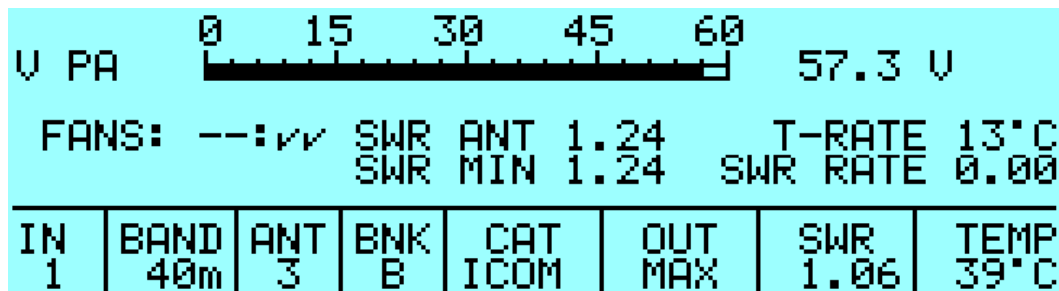 0 15 30 45 60
V PA 57.3 V
FANS: --:✓✓ SWR ANT 1.24 T-RATE 13°C
SWR MIN 1.24 SWR RATE 0.00
IN BAND ANT BNK CAT OUT SWR TEMP
1 40m 3 B ICOM MAX 1.06 39°C